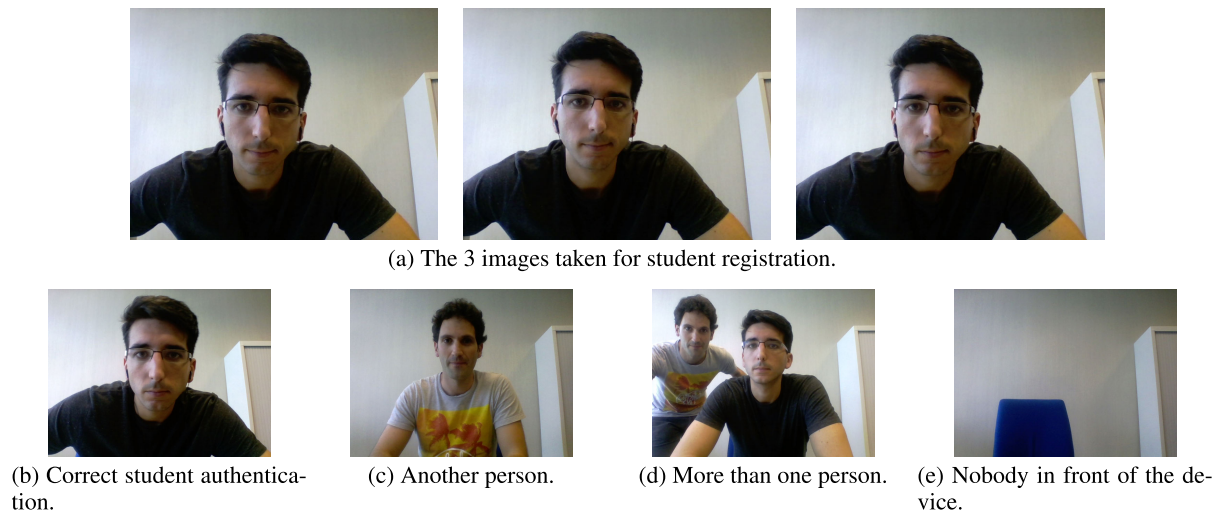 (a) The 3 images taken for student registration.
(b) Correct student authentica-
tion.
(c) Another person.
(d) More than one person.
(e) Nobody in front of the de-
vice.